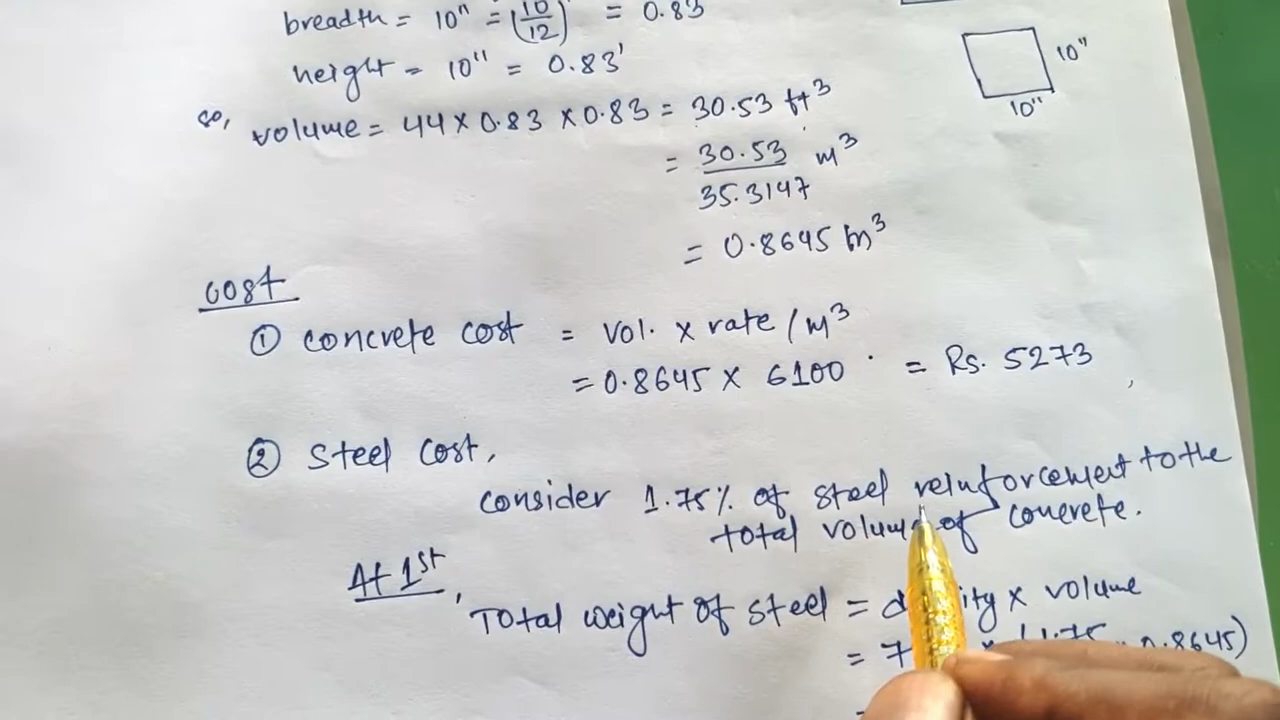 breadth = 10" = (10/12)' = 0.83
height = 10" = 0.83'
10"
10"
so, volume = 44 x 0.83 x 0.83 = 30.53 ft³
= 30.53/35.3147 m³
= 0.8645 m³
cost
① concrete cost = vol. x rate / m³
= 0.8645 x 6100 = Rs. 5273
② Steel cost,
consider 1.75% of steel reinforcement to the
total volume of concrete.
At 1st,
Total weight of steel = x volume
= 0.8645)